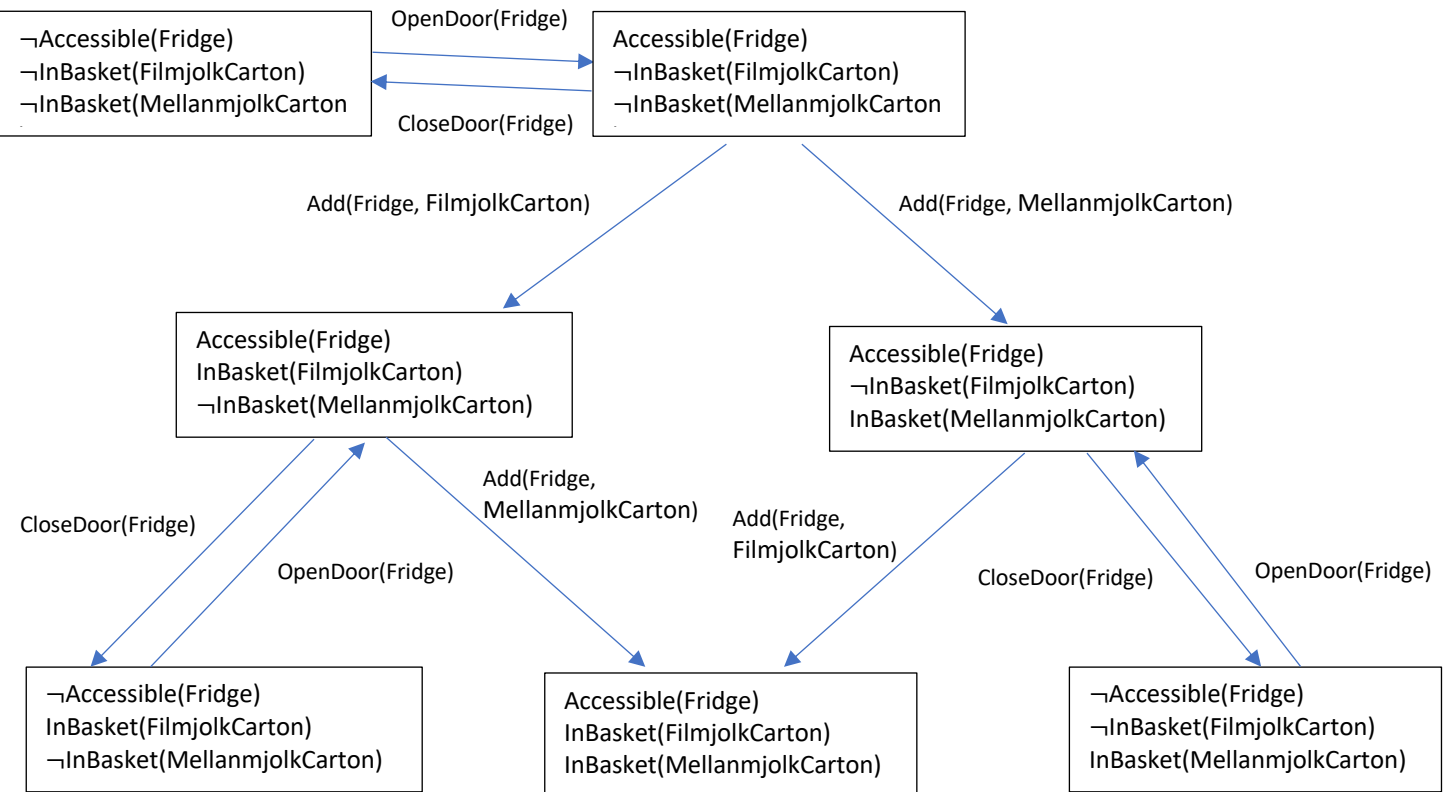 OpenDoor(Fridge)
¬Accessible(Fridge)
¬InBasket(FilmjolkCarton)
¬InBasket(MellanmjolkCarton
Accessible(Fridge)
¬InBasket(FilmjolkCarton)
¬InBasket(MellanmjolkCarton
CloseDoor(Fridge)
Add(Fridge, FilmjolkCarton)
Add(Fridge, MellanmjolkCarton)
Accessible(Fridge)
InBasket(FilmjolkCarton)
¬InBasket(MellanmjolkCarton)
Accessible(Fridge)
¬InBasket(FilmjolkCarton)
InBasket(MellanmjolkCarton)
CloseDoor(Fridge)
OpenDoor(Fridge)
Add(Fridge,
MellanmjolkCarton)
Add(Fridge,
FilmjolkCarton)
CloseDoor(Fridge)
OpenDoor(Fridge)
¬Accessible(Fridge)
InBasket(FilmjolkCarton)
¬InBasket(MellanmjolkCarton)
Accessible(Fridge)
InBasket(FilmjolkCarton)
InBasket(MellanmjolkCarton)
¬Accessible(Fridge)
¬InBasket(FilmjolkCarton)
InBasket(MellanmjolkCarton)